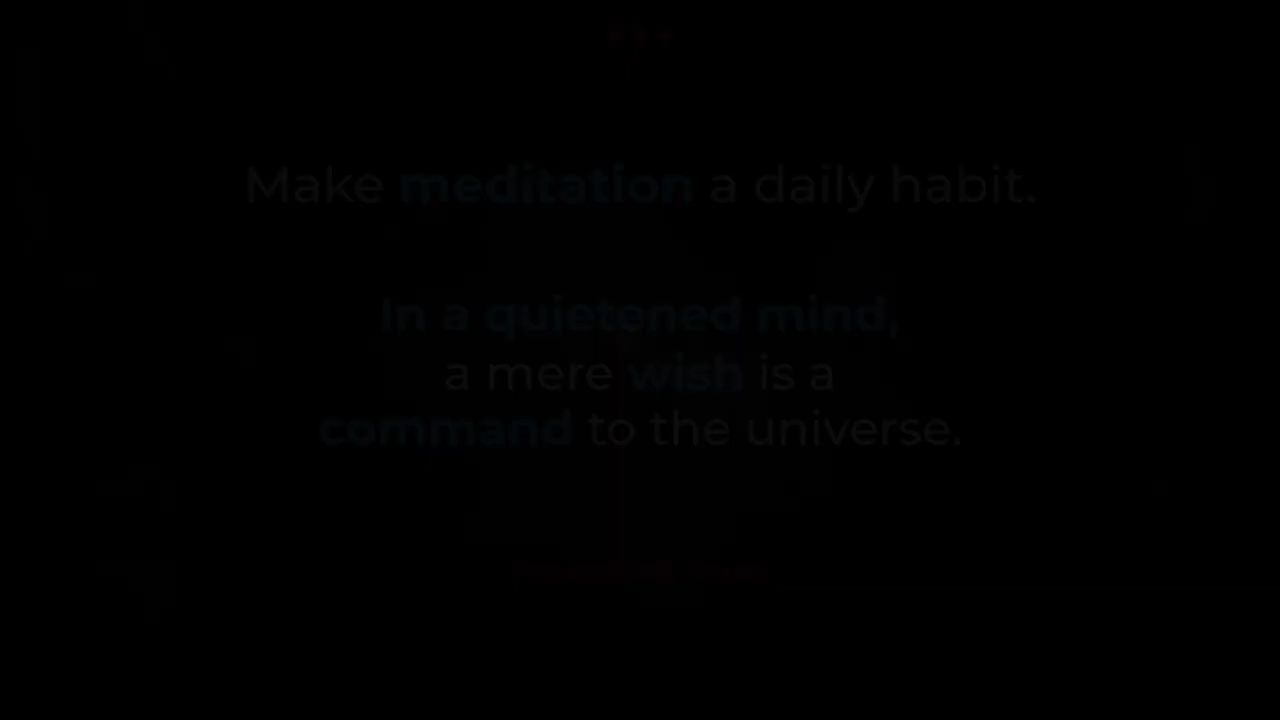 Make meditation a daily habit.
In a quietened mind,
a mere wish is a
command to the universe.